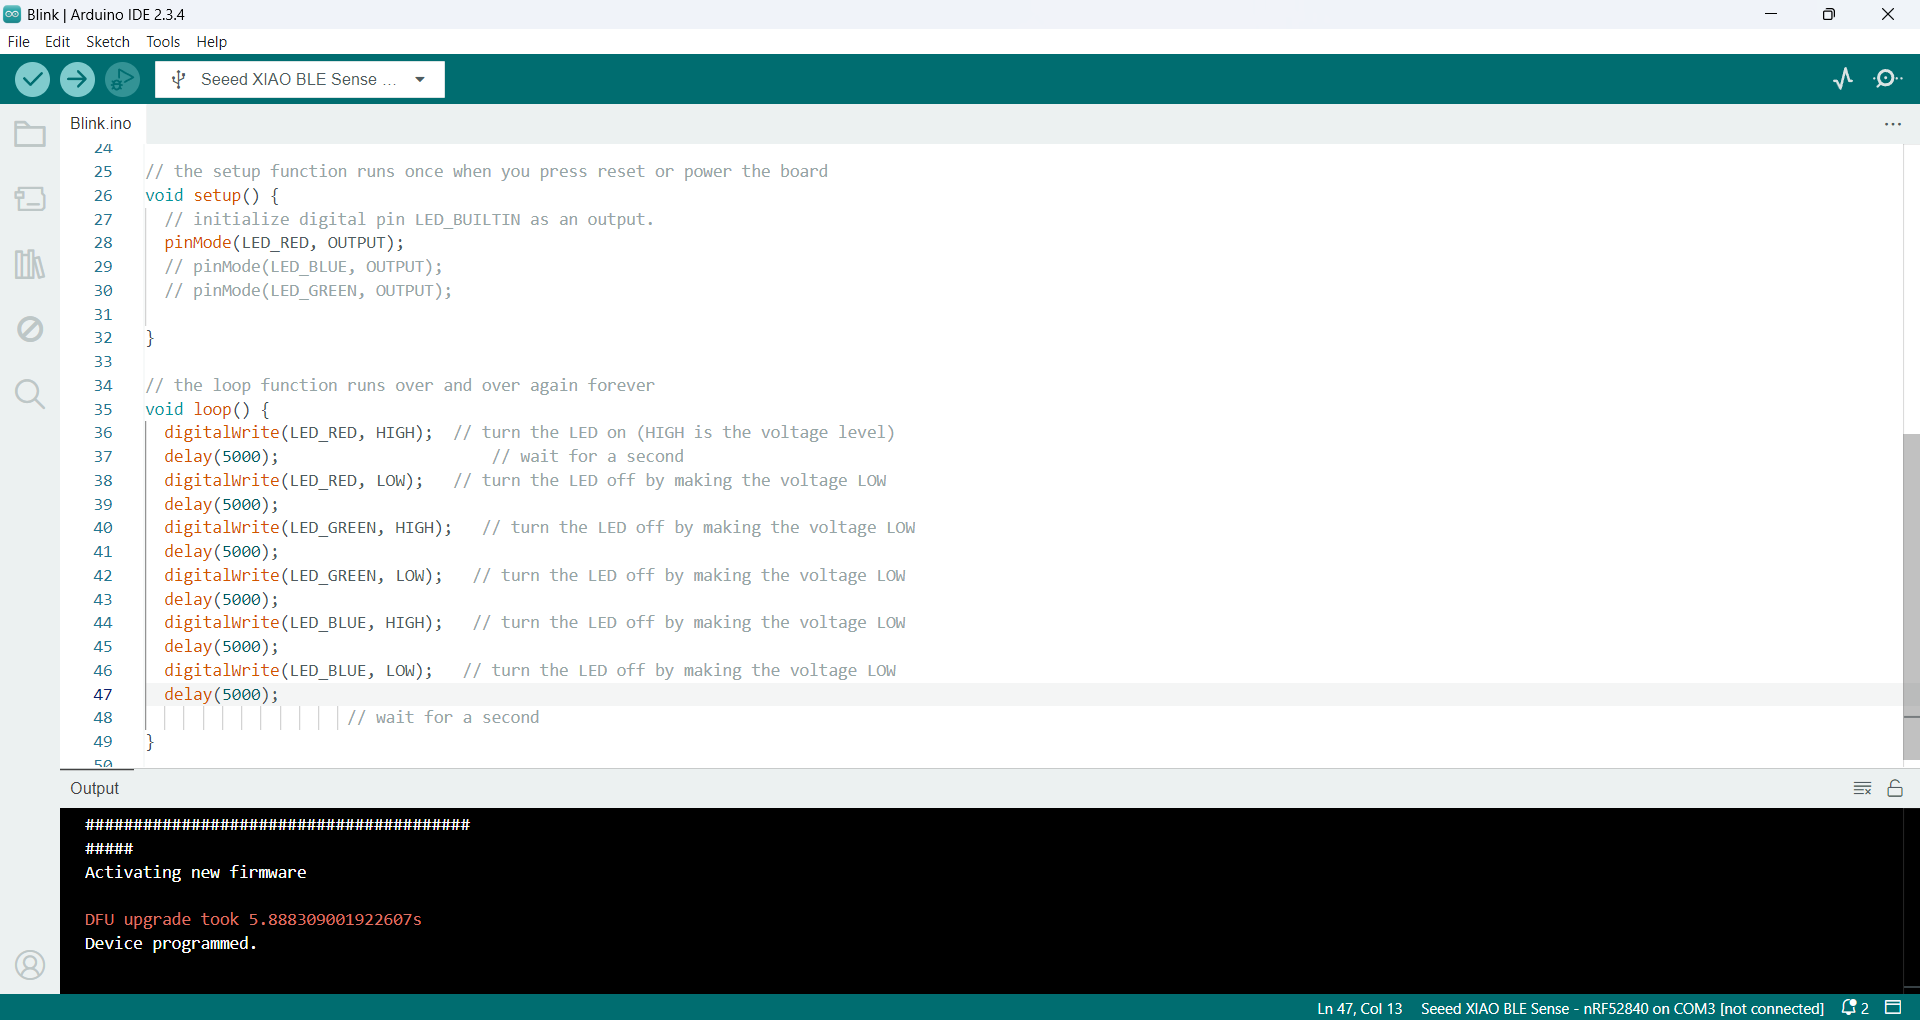 Blink | Arduino IDE 2.3.4
File Edit Sketch Tools Help
Seeed XIAO BLE Sense ...
Blink.ino
24
25 // the setup function runs once when you press reset or power the board
26 void setup() {
27 // initialize digital pin LED_BUILTIN as an output.
28 pinMode(LED_RED, OUTPUT);
29 // pinMode(LED_BLUE, OUTPUT);
30 // pinMode(LED_GREEN, OUTPUT);
31
32 }
33
34 // the loop function runs over and over again forever
35 void loop() {
36 digitalWrite(LED_RED, HIGH); // turn the LED on (HIGH is the voltage level)
37 delay(5000); // wait for a second
38 digitalWrite(LED_RED, LOW); // turn the LED off by making the voltage LOW
39 delay(5000);
40 digitalWrite(LED_GREEN, HIGH); // turn the LED off by making the voltage LOW
41 delay(5000);
42 digitalWrite(LED_GREEN, LOW); // turn the LED off by making the voltage LOW
43 delay(5000);
44 digitalWrite(LED_BLUE, HIGH); // turn the LED off by making the voltage LOW
45 delay(5000);
46 digitalWrite(LED_BLUE, LOW); // turn the LED off by making the voltage LOW
47 delay(5000);
48 // wait for a second
49 }
50
Output
########################################
#####
Activating new firmware
DFU upgrade took 5.888309001922607s
Device programmed.
Ln 47, Col 13 Seeed XIAO BLE Sense - nRF52840 on COM3 [not connected] 2